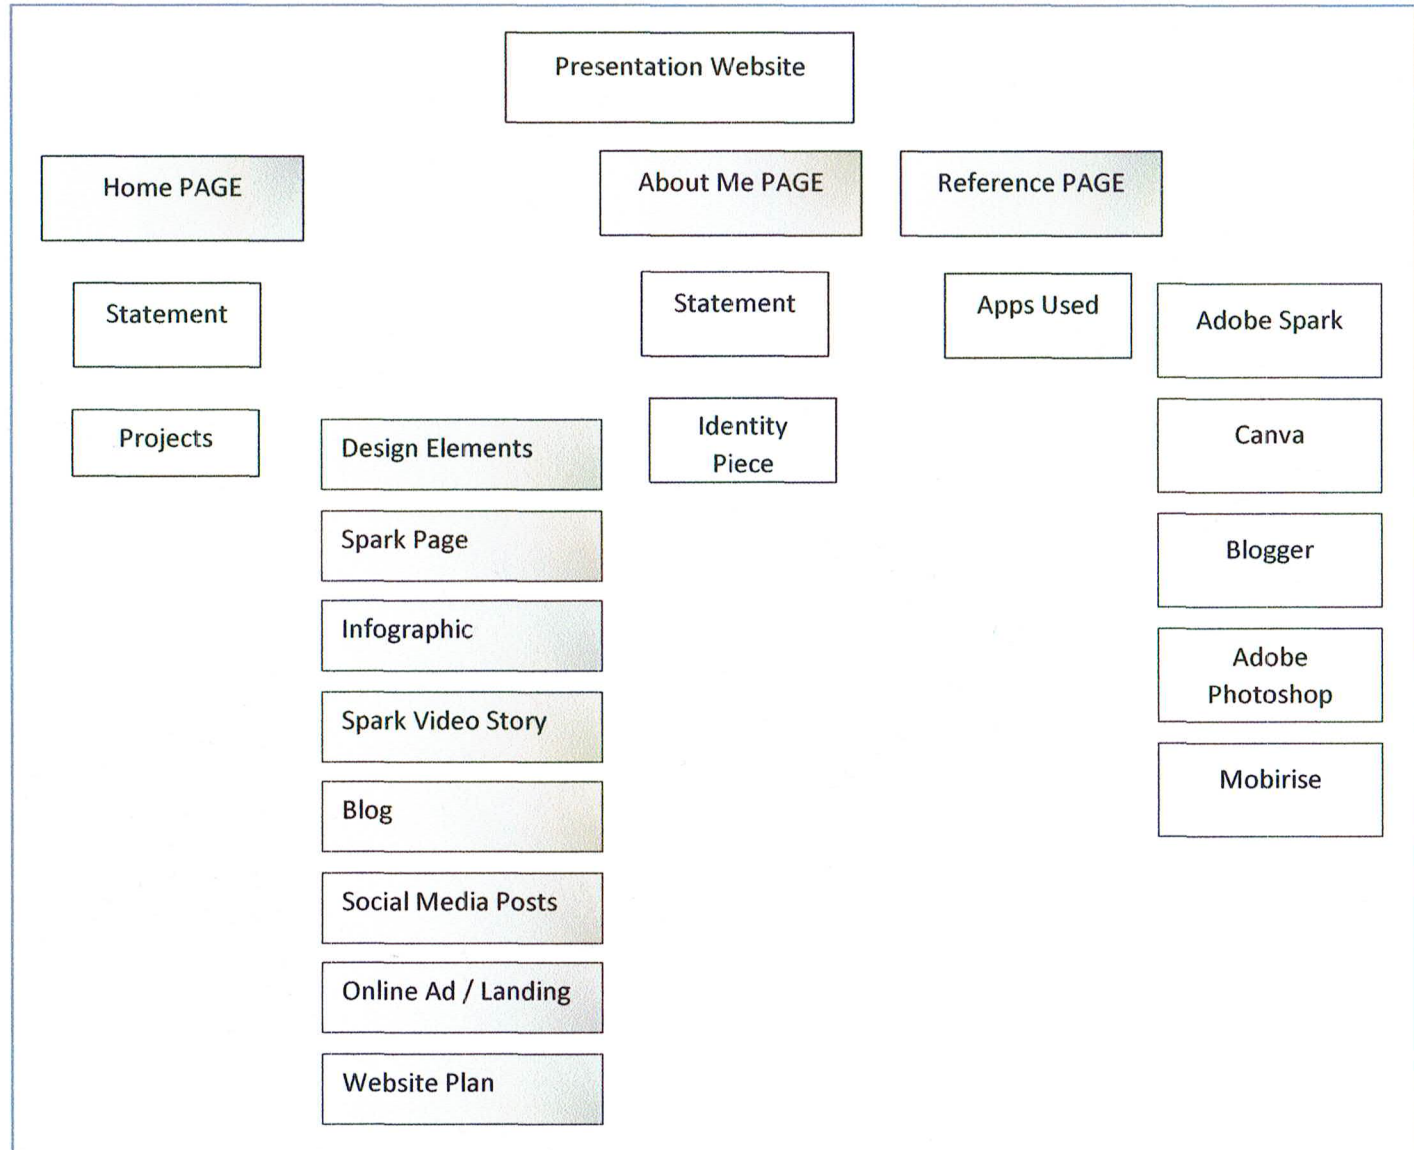 Presentation Website
Home PAGE
About Me PAGE
Reference PAGE
Statement
Statement
Apps Used
Adobe Spark
Projects
Design Elements
Identity
Piece
Canva
Spark Page
Blogger
Infographic
Adobe
Photoshop
Spark Video Story
Mobirise
Blog
Social Media Posts
Online Ad / Landing
Website Plan